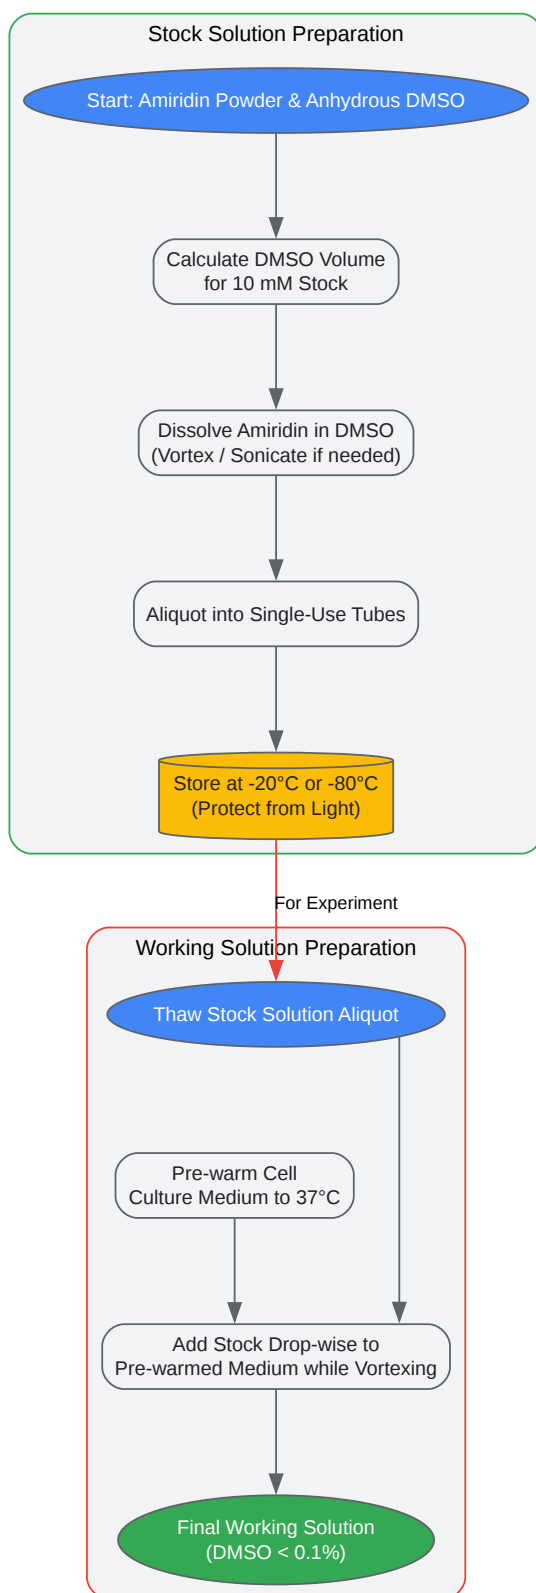 Stock Solution Preparation
Start: Amiridin Powder & Anhydrous DMSO
Calculate DMSO Volume
for 10 mM Stock
Dissolve Amiridin in DMSO
(Vortex / Sonicate if needed)
Aliquot into Single-Use Tubes
Store at -20°C or -80°C
(Protect from Light)
For Experiment
Working Solution Preparation
Thaw Stock Solution Aliquot
Pre-warm Cell
Culture Medium to 37°C
Add Stock Drop-wise to
Pre-warmed Medium while Vortexing
Final Working Solution
(DMSO < 0.1%)